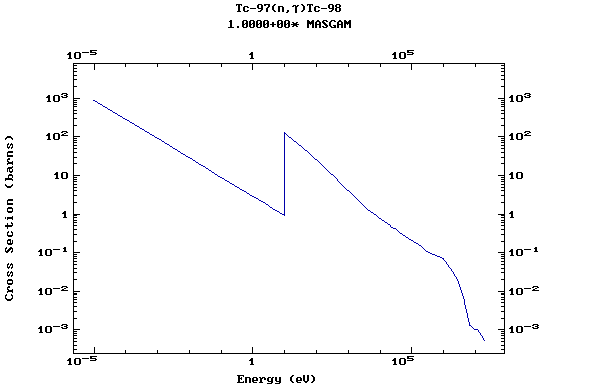 Tc-97(n,γ)Tc-98
1.0000+00* MASGAM
10⁻⁵ 1 10⁵
10³ 10³
10² 10²
10 10
1 1
10⁻¹ 10⁻¹
10⁻² 10⁻²
10⁻³ 10⁻³
10⁻⁵ 1 10⁵
Cross Section (barns)
Energy (eV)